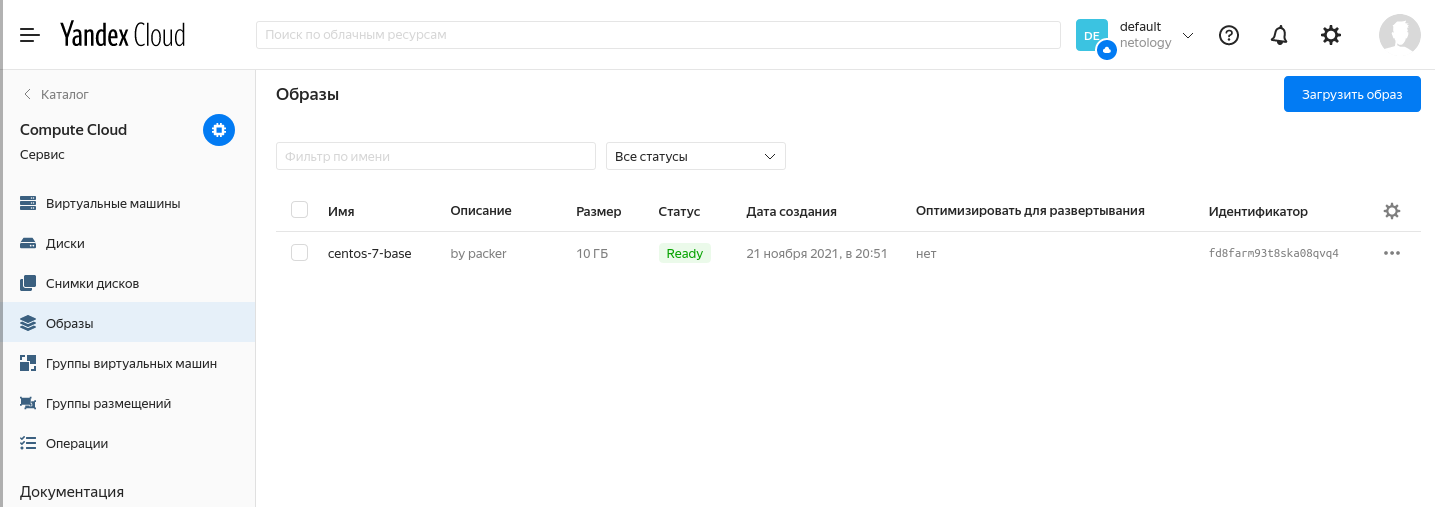 Yandex Cloud
Поиск по облачным ресурсам
DE
default
netology
Каталог
Compute Cloud
Сервис
Виртуальные машины
Диски
Снимки дисков
Образы
Группы виртуальных машин
Группы размещений
Операции
Документация
Образы
Загрузить образ
Фильтр по имени
Все статусы
Имя Описание Размер Статус Дата создания Оптимизировать для развертывания Идентификатор
centos-7-base by packer 10 ГБ Ready 21 ноября 2021, в 20:51 нет fd8farm93t8ska08qvq4